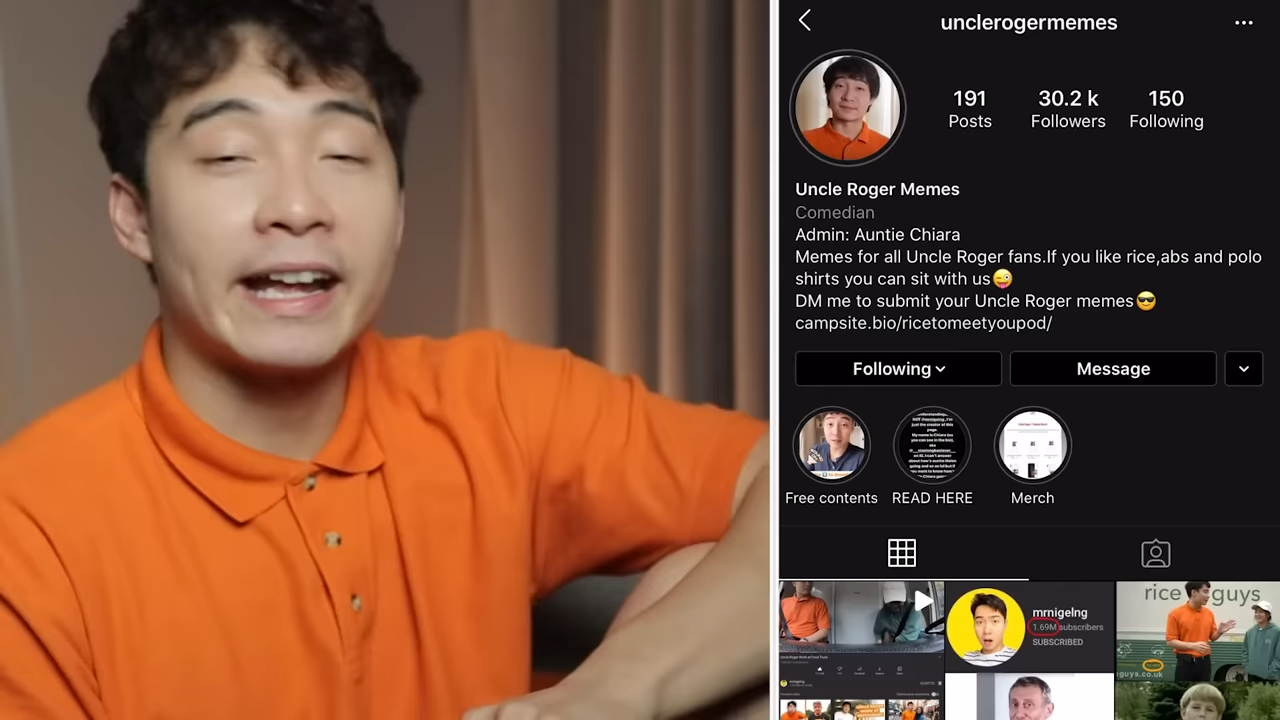 unclerogermemes
191
30.2 k
150
Posts
Followers
Following
Uncle Roger Memes
Comedian
Admin: Auntie Chiara
Memes for all Uncle Roger fans.If you like rice,abs and polo
shirts you can sit with us😜
DM me to submit your Uncle Roger memes😎
campsite.bio/ricetomeetyoupod/
Following
Message
Free contents
READ HERE
Merch
mrnigelng
1.69M subscribers
SUBSCRIBED
rice guys
iguys.co.uk